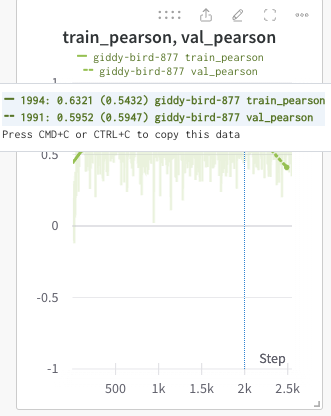 train_pearson, val_pearson
giddy-bird-877 train_pearson
giddy-bird-877 val_pearson
1
1994: 0.6321 (0.5432) giddy-bird-877 train_pearson
1991: 0.5952 (0.5947) giddy-bird-877 val_pearson
Press CMD+C or CTRL+C to copy this data
0.5
0
-0.5
-1
Step
500
1k
1.5k
2k
2.5k